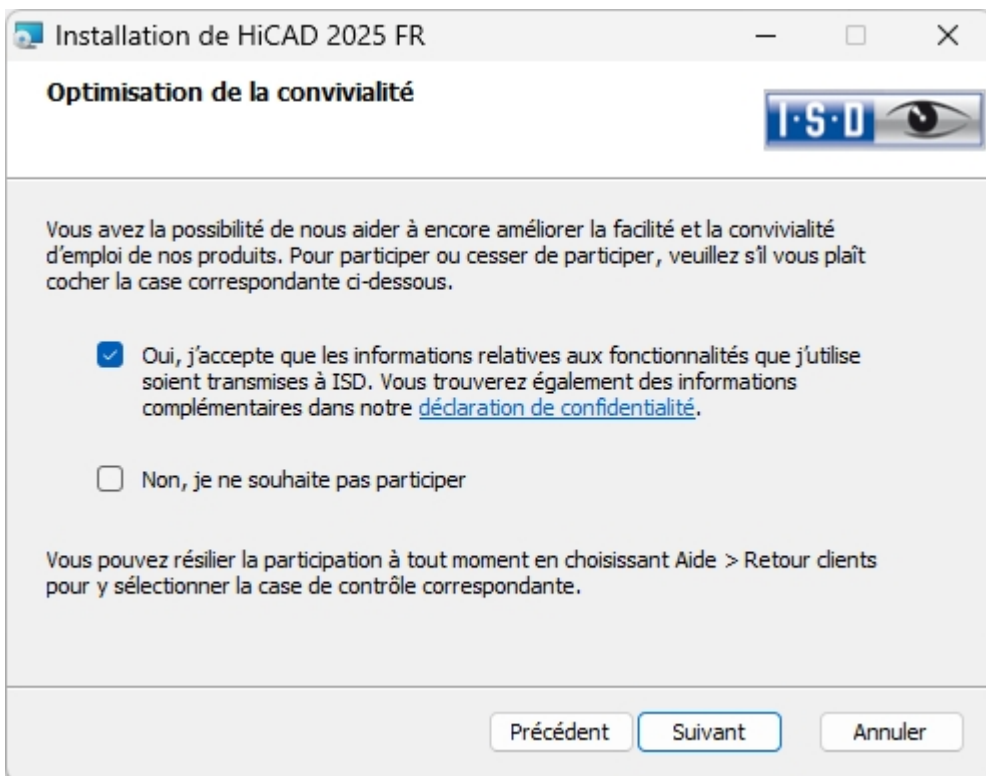 Installation de HiCAD 2025 FR
Optimisation de la convivialité
I·S·D
Vous avez la possibilité de nous aider à encore améliorer la facilité et la convivialité
d'emploi de nos produits. Pour participer ou cesser de participer, veuillez s'il vous plaît
cocher la case correspondante ci-dessous.
Oui, j'accepte que les informations relatives aux fonctionnalités que j'utilise
soient transmises à ISD. Vous trouverez également des informations
complémentaires dans notre déclaration de confidentialité.
Non, je ne souhaite pas participer
Vous pouvez résilier la participation à tout moment en choisissant Aide > Retour clients
pour y sélectionner la case de contrôle correspondante.
Précédent Suivant Annuler